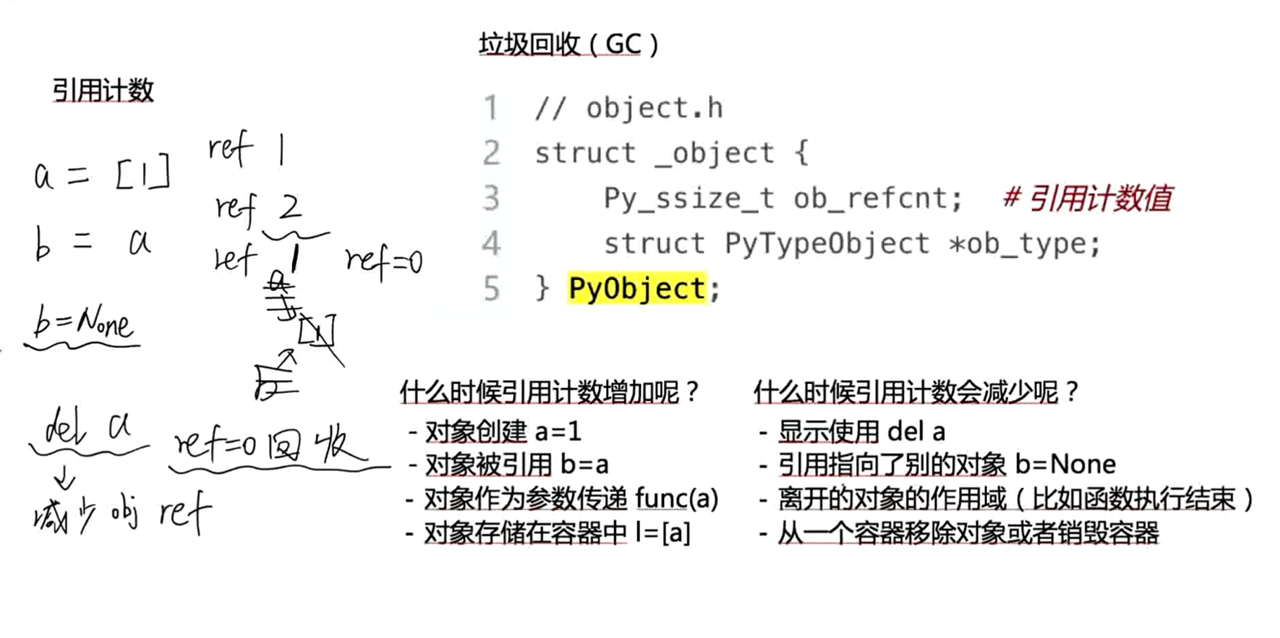 垃圾回收（GC）
引用计数
1 // object.h
2 struct _object {
3 Py_ssize_t ob_refcnt; # 引用计数值
4 struct PyTypeObject *ob_type;
5 } PyObject;
a = [1] ref 1
b = a ref 2
ref 1 ref=0
a
[1]
b
b=None
del a ref=0回收
↓
减少 obj ref
什么时候引用计数增加呢？
- 对象创建 a=1
- 对象被引用 b=a
- 对象作为参数传递 func(a)
- 对象存储在容器中 l=[a]
什么时候引用计数会减少呢？
- 显示使用 del a
- 引用指向了别的对象 b=None
- 离开的对象的作用域（比如函数执行结束）
- 从一个容器移除对象或者销毁容器